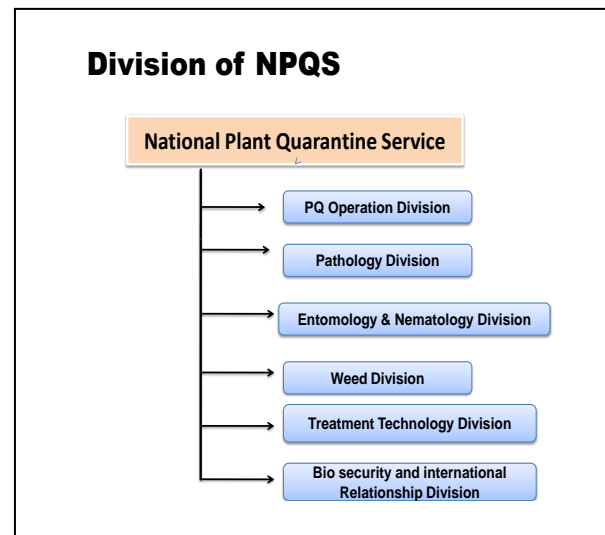 Division of NPQS
National Plant Quarantine Service
PQ Operation Division
Pathology Division
Entomology & Nematology Division
Weed Division
Treatment Technology Division
Bio security and international
Relationship Division